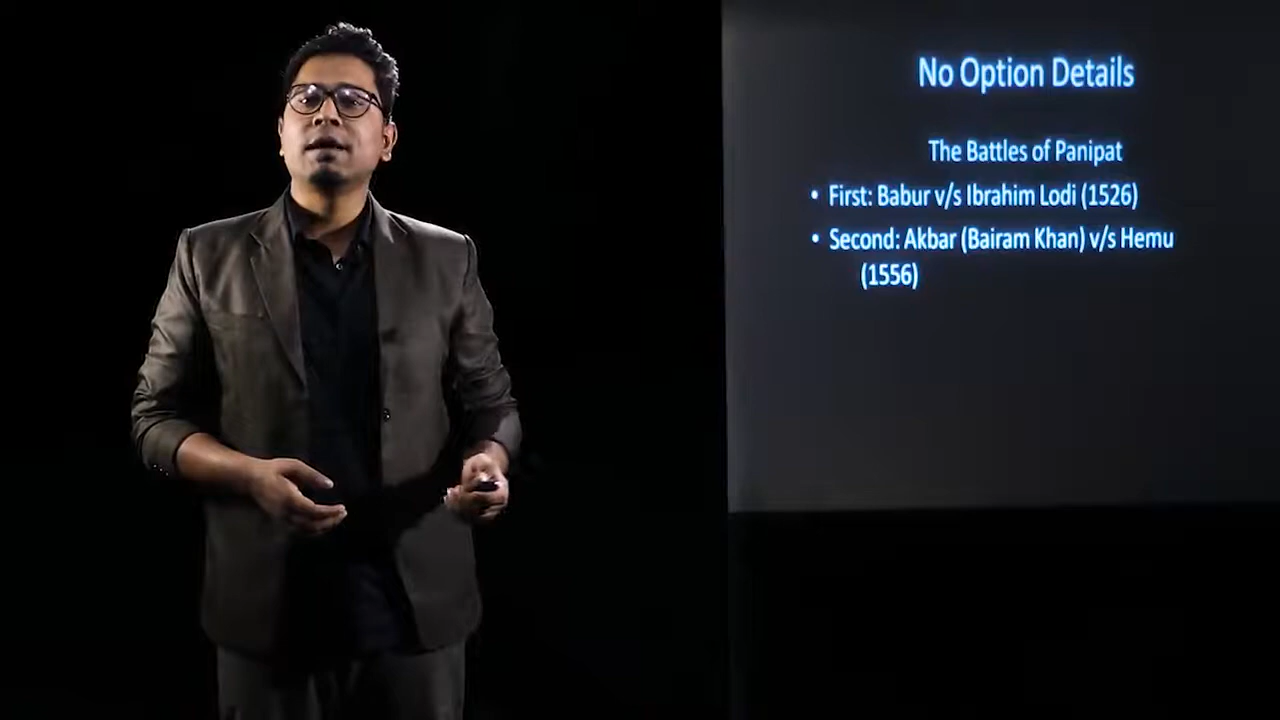 No Option Details
The Battles of Panipat
• First: Babur v/s Ibrahim Lodi (1526)
• Second: Akbar (Bairam Khan) v/s Hemu
(1556)